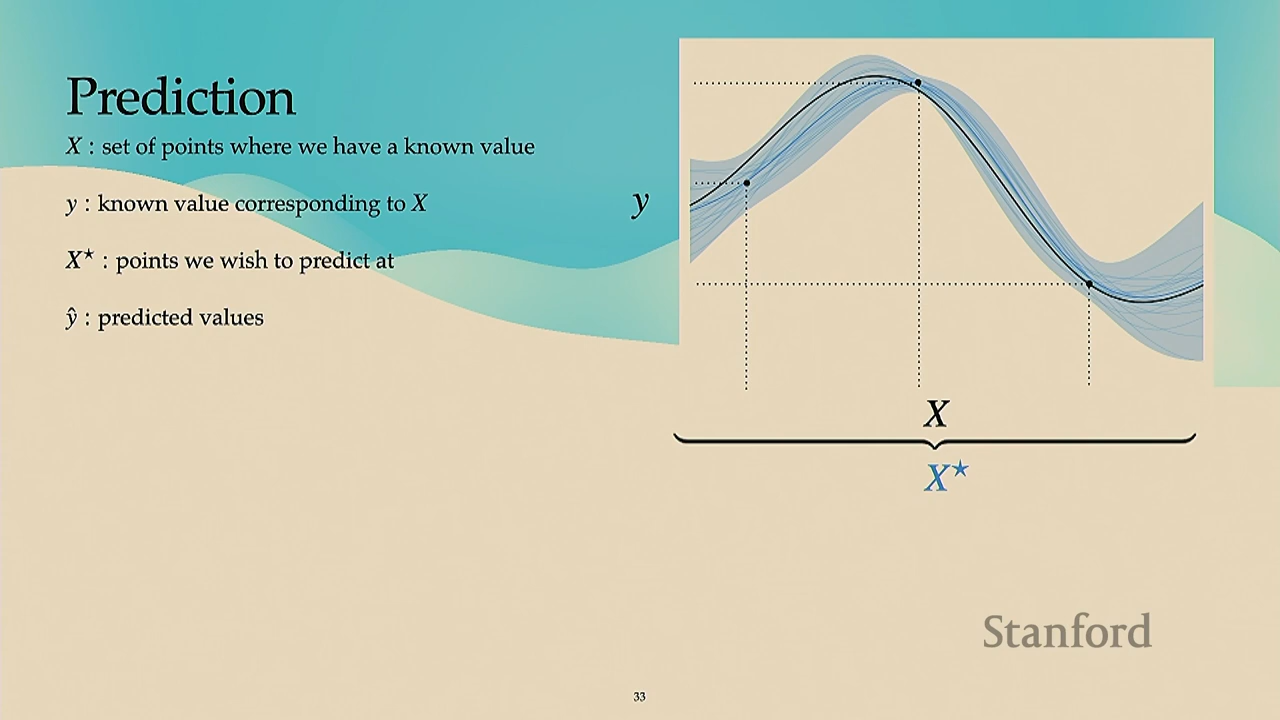 Prediction
X : set of points where we have a known value
y : known value corresponding to X
X⋆ : points we wish to predict at
ŷ : predicted values
y
X
X⋆
Stanford
33